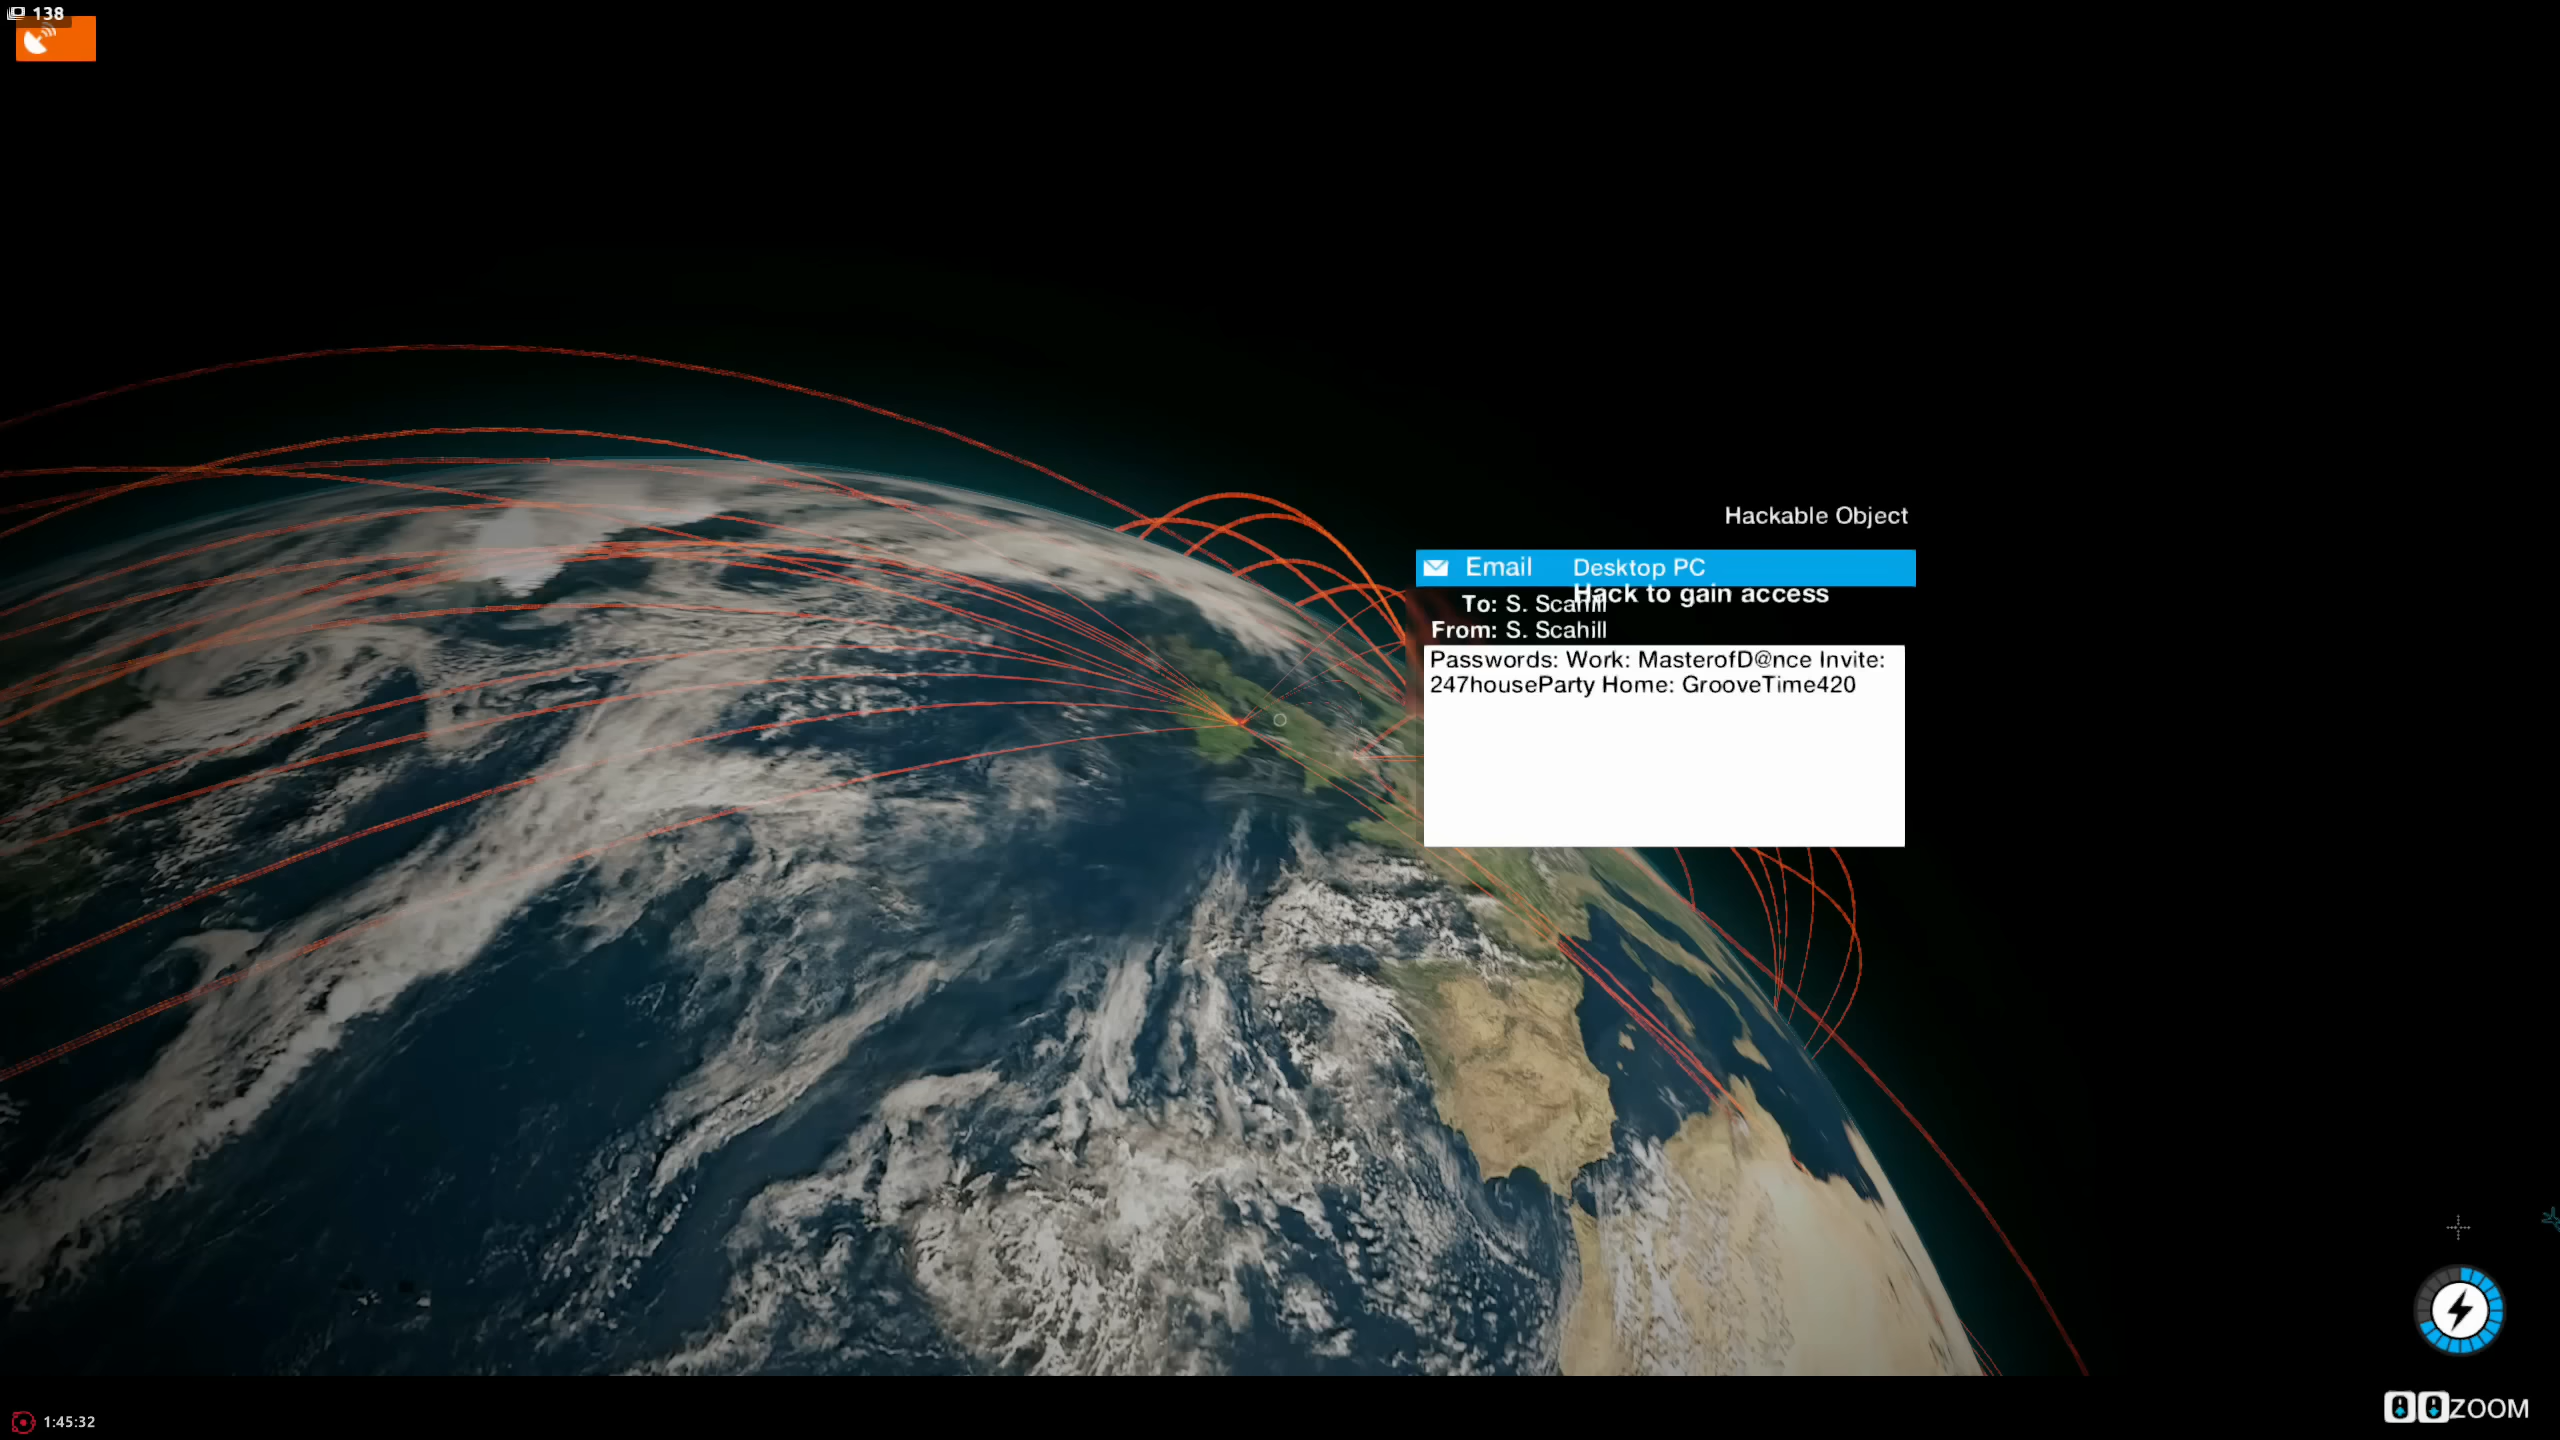 138
Hackable Object
Email Desktop PC
Hack to gain access
To: S. Scahill
From: S. Scahill
Passwords: Work: MasterofD@nce Invite:
247houseParty Home: GrooveTime420
1:45:32
ZOOM